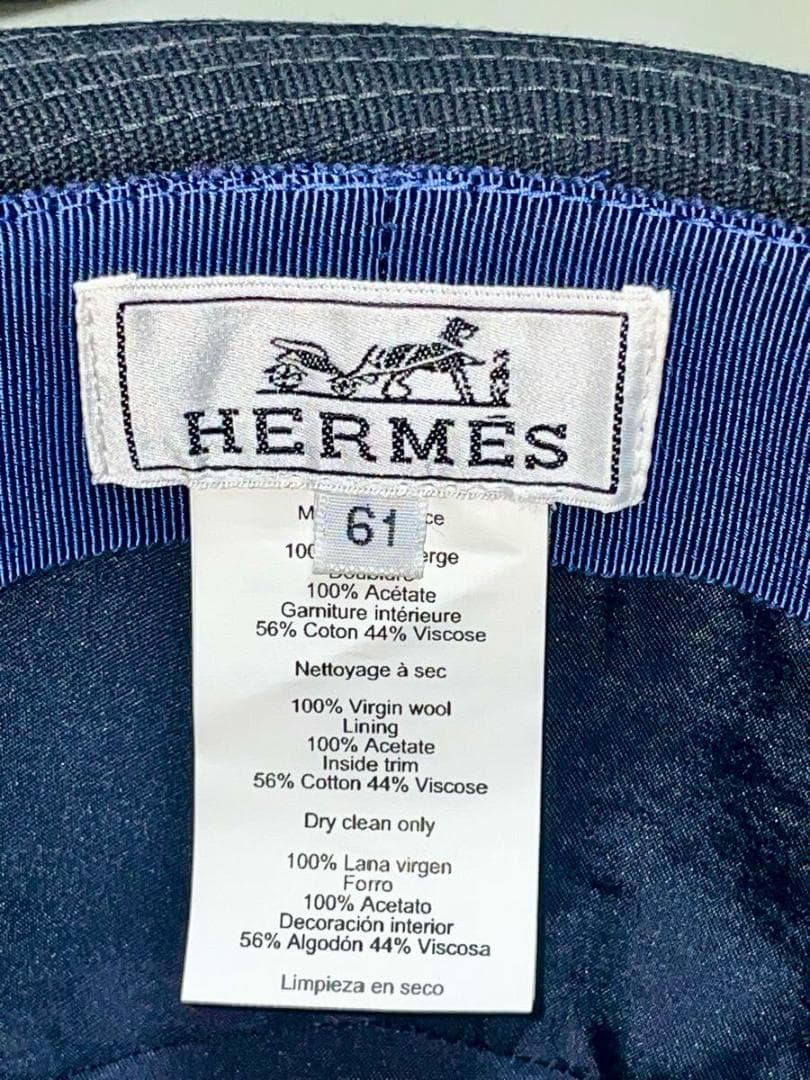 HERMÈS
61
100% Acétate
Garniture intérieure
56% Coton 44% Viscose
Nettoyage à sec
100% Virgin wool
Lining
100% Acetate
Inside trim
56% Cotton 44% Viscose
Dry clean only
100% Lana virgen
Forro
100% Acetato
Decoración interior
56% Algodón 44% Viscosa
Limpieza en seco